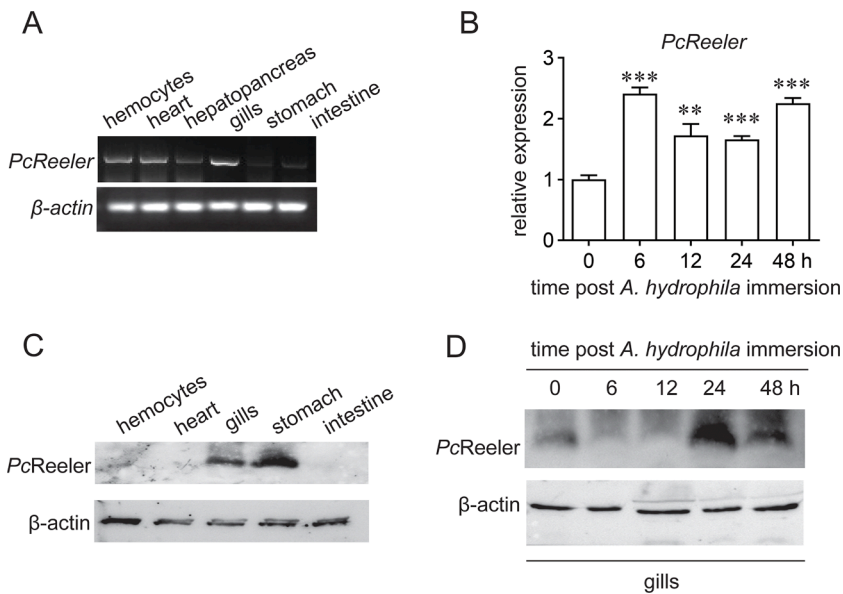 A
hemocytes
heart
hepatopancreas
gills
stomach
intestine
PcReeler
β-actin
B
PcReeler
relative expression
3
2
1
0
***
**
***
***
0 6 12 24 48 h
time post A. hydrophila immersion
C
hemocytes
heart
gills
stomach
intestine
PcReeler
β-actin
D
time post A. hydrophila immersion
0 6 12 24 48 h
PcReeler
β-actin
gills